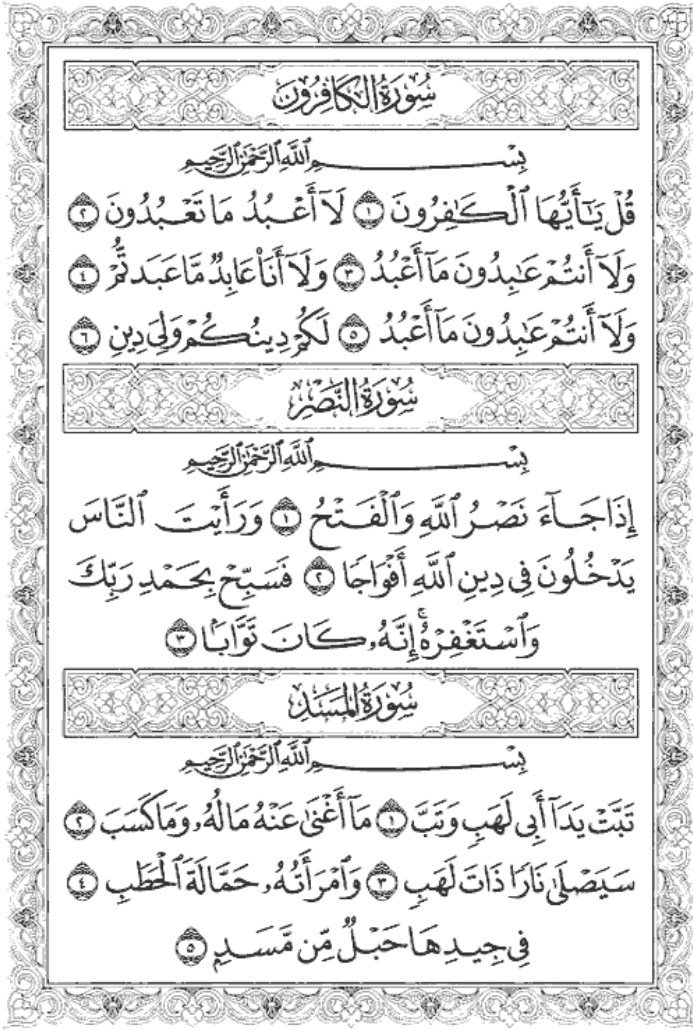 سُورَةُ الكَافِرُونَ
بِسْمِ ٱللَّهِ ٱلرَّحْمَٰنِ ٱلرَّحِيمِ
قُلْ يَٰٓأَيُّهَا ٱلْكَٰفِرُونَ ١ لَآ أَعْبُدُ مَا تَعْبُدُونَ ٢
وَلَآ أَنتُمْ عَٰبِدُونَ مَآ أَعْبُدُ ٣ وَلَآ أَنَا۠ عَابِدٌ مَّا عَبَدتُّمْ ٤
وَلَآ أَنتُمْ عَٰبِدُونَ مَآ أَعْبُدُ ٥ لَكُمْ دِينُكُمْ وَلِىَ دِينِ ٦
سُورَةُ النَّصْرِ
بِسْمِ ٱللَّهِ ٱلرَّحْمَٰنِ ٱلرَّحِيمِ
إِذَا جَآءَ نَصْرُ ٱللَّهِ وَٱلْفَتْحُ ١ وَرَأَيْتَ ٱلنَّاسَ
يَدْخُلُونَ فِى دِينِ ٱللَّهِ أَفْوَاجًا ٢ فَسَبِّحْ بِحَمْدِ رَبِّكَ
وَٱسْتَغْفِرْهُ ۚ إِنَّهُۥ كَانَ تَوَّابًۢا ٣
سُورَةُ المَسَدِ
بِسْمِ ٱللَّهِ ٱلرَّحْمَٰنِ ٱلرَّحِيمِ
تَبَّتْ يَدَآ أَبِى لَهَبٍ وَتَبَّ ١ مَآ أَغْنَىٰ عَنْهُ مَالُهُۥ وَمَا كَسَبَ ٢
سَيَصْلَىٰ نَارًا ذَاتَ لَهَبٍ ٣ وَٱمْرَأَتُهُۥ حَمَّالَةَ ٱلْحَطَبِ ٤
فِى جِيدِهَا حَبْلٌ مِّن مَّسَدٍۭ ٥